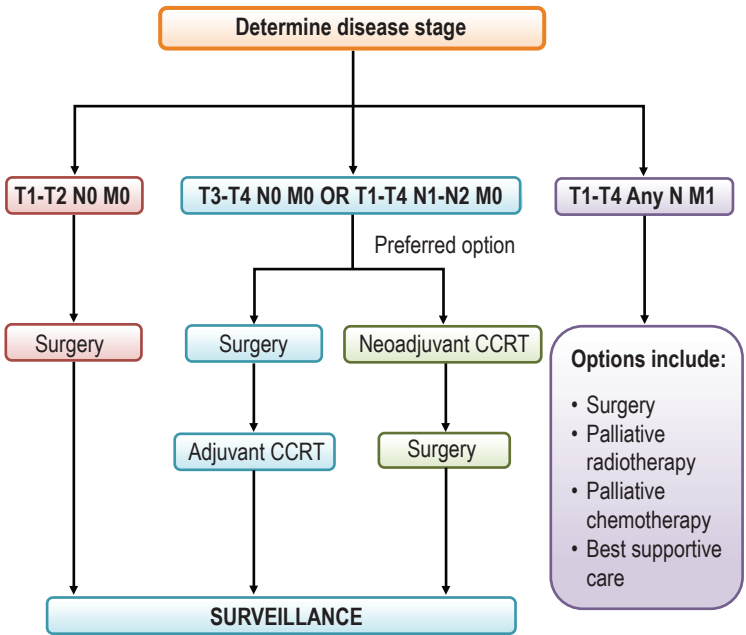 Determine disease stage
T1-T2 N0 M0
T3-T4 N0 M0 OR T1-T4 N1-N2 M0
T1-T4 Any N M1
Preferred option
Surgery
Surgery
Neoadjuvant CCRT
Adjuvant CCRT
Surgery
Options include:
• Surgery
• Palliative
radiotherapy
• Palliative
chemotherapy
• Best supportive
care
SURVEILLANCE